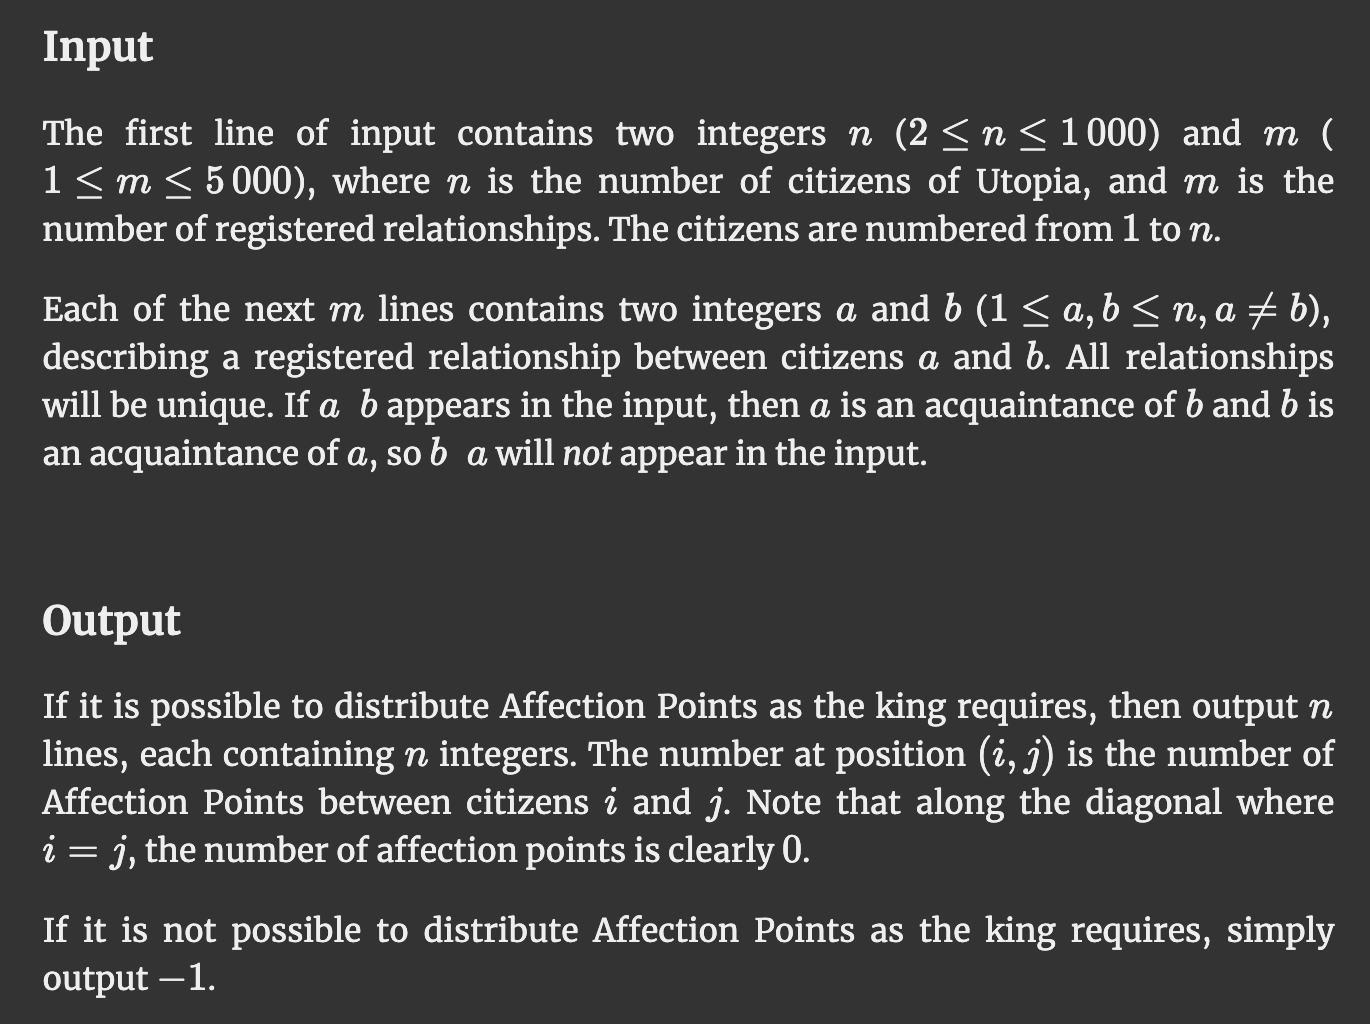 Input
The first line of input contains two integers n (2 ≤ n ≤ 1 000) and m (
1 ≤ m ≤ 5 000), where n is the number of citizens of Utopia, and m is the
number of registered relationships. The citizens are numbered from 1 to n.
Each of the next m lines contains two integers a and b (1 ≤ a, b ≤ n, a ≠ b),
describing a registered relationship between citizens a and b. All relationships
will be unique. If a b appears in the input, then a is an acquaintance of b and b is
an acquaintance of a, so b a will not appear in the input.
Output
If it is possible to distribute Affection Points as the king requires, then output n
lines, each containing n integers. The number at position (i, j) is the number of
Affection Points between citizens i and j. Note that along the diagonal where
i = j, the number of affection points is clearly 0.
If it is not possible to distribute Affection Points as the king requires, simply
output −1.